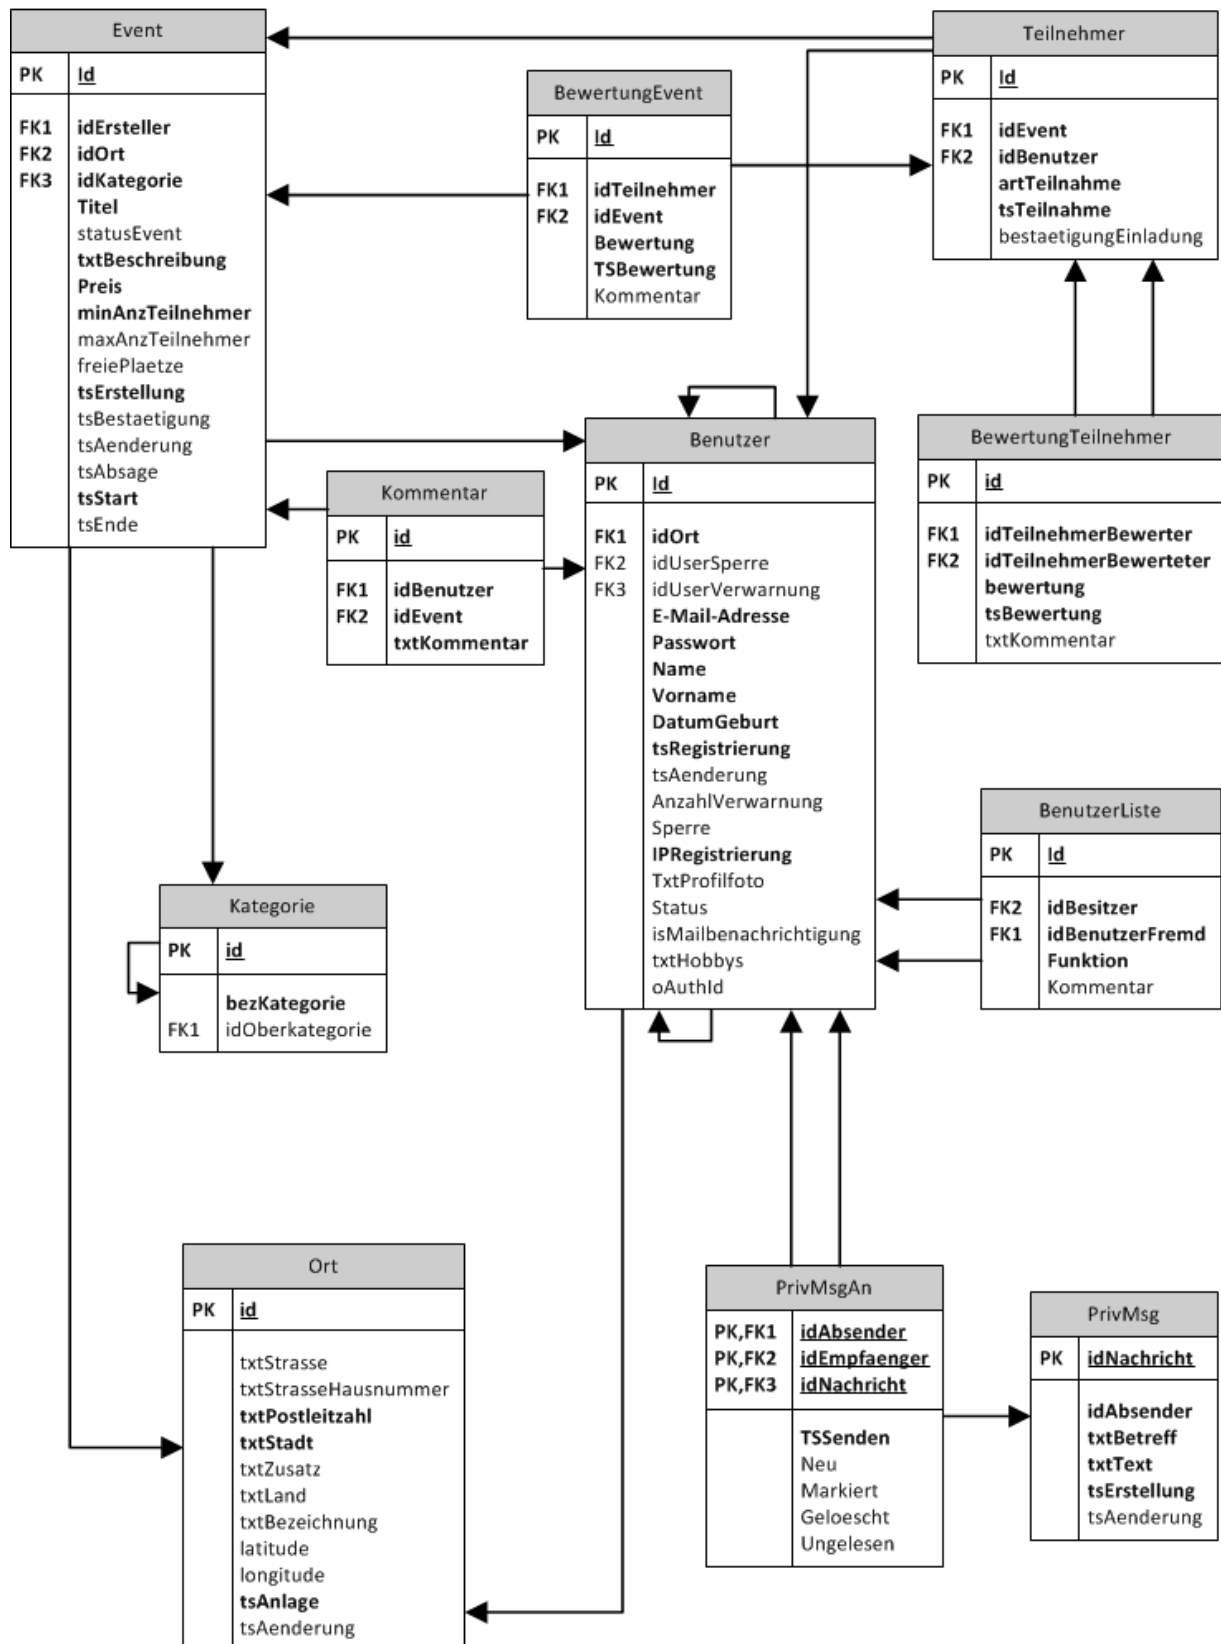 Event
PK Id
FK1 idErsteller
FK2 idOrt
FK3 idKategorie
Titel
statusEvent
txtBeschreibung
Preis
minAnzTeilnehmer
maxAnzTeilnehmer
freiePlaetze
tsErstellung
tsBestaetigung
tsAenderung
tsAbsage
tsStart
tsEnde
BewertungEvent
PK Id
FK1 idTeilnehmer
FK2 idEvent
Bewertung
TSBewertung
Kommentar
Teilnehmer
PK Id
FK1 idEvent
FK2 idBenutzer
artTeilnahme
tsTeilnahme
bestaetigungEinladung
Kommentar
PK id
FK1 idBenutzer
FK2 idEvent
txtKommentar
Benutzer
PK Id
FK1 idOrt
FK2 idUserSperre
FK3 idUserVerwarnung
E-Mail-Adresse
Passwort
Name
Vorname
DatumGeburt
tsRegistrierung
tsAenderung
AnzahlVerwarnung
Sperre
IPRegistrierung
TxtProfilfoto
Status
isMailbenachrichtigung
txtHobbys
oAuthId
BewertungTeilnehmer
PK id
FK1 idTeilnehmerBewerter
FK2 idTeilnehmerBewerteter
bewertung
tsBewertung
txtKommentar
BenutzerListe
PK Id
FK2 idBesitzer
FK1 idBenutzerFremd
Funktion
Kommentar
Kategorie
PK id
bezKategorie
FK1 idOberkategorie
Ort
PK id
txtStrasse
txtStrasseHausnummer
txtPostleitzahl
txtStadt
txtZusatz
txtLand
txtBezeichnung
latitude
longitude
tsAnlage
tsAenderung
PrivMsgAn
PK,FK1 idAbsender
PK,FK2 idEmpfaenger
PK,FK3 idNachricht
TSSenden
Neu
Markiert
Geloescht
Ungelesen
PrivMsg
PK idNachricht
idAbsender
txtBetreff
txtText
tsErstellung
tsAenderung